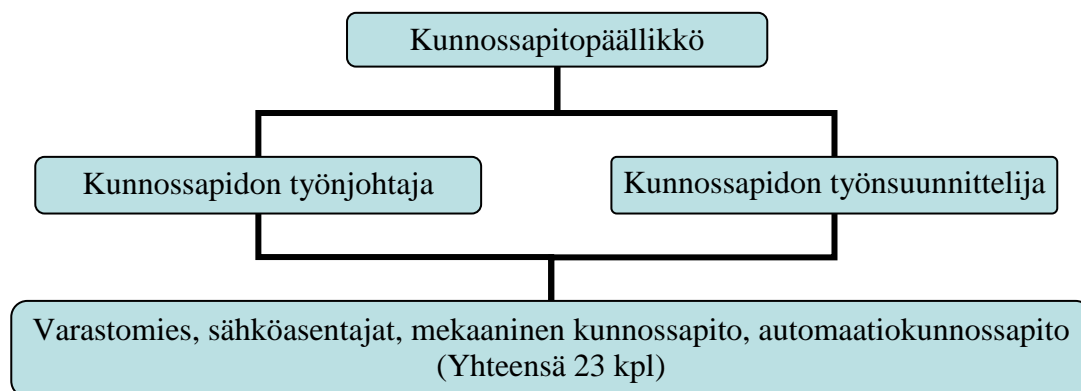 Kunnossapitopäällikkö
Kunnossapidon työnjohtaja
Kunnossapidon työnsuunnittelija
Varastomies, sähköasentajat, mekaaninen kunnossapito, automaatiokunnossapito
(Yhteensä 23 kpl)